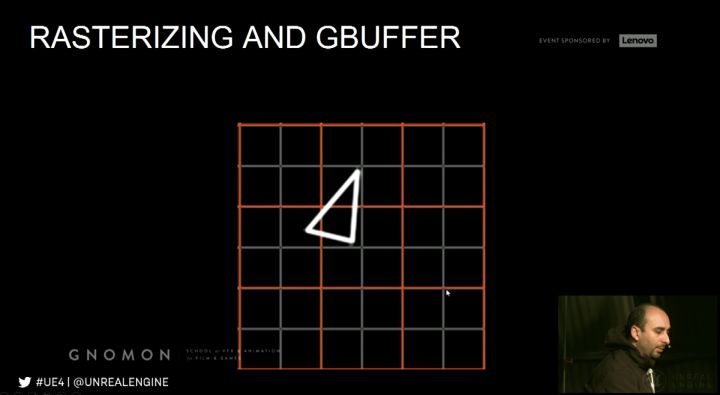 RASTERIZING AND GBUFFER
EVENT SPONSORED BY Lenovo
GNOMON
SCHOOL of VFX & ANIMATION
for FILM & GAMES
#UE4 | @UNREALENGINE
UNREAL
ENGINE